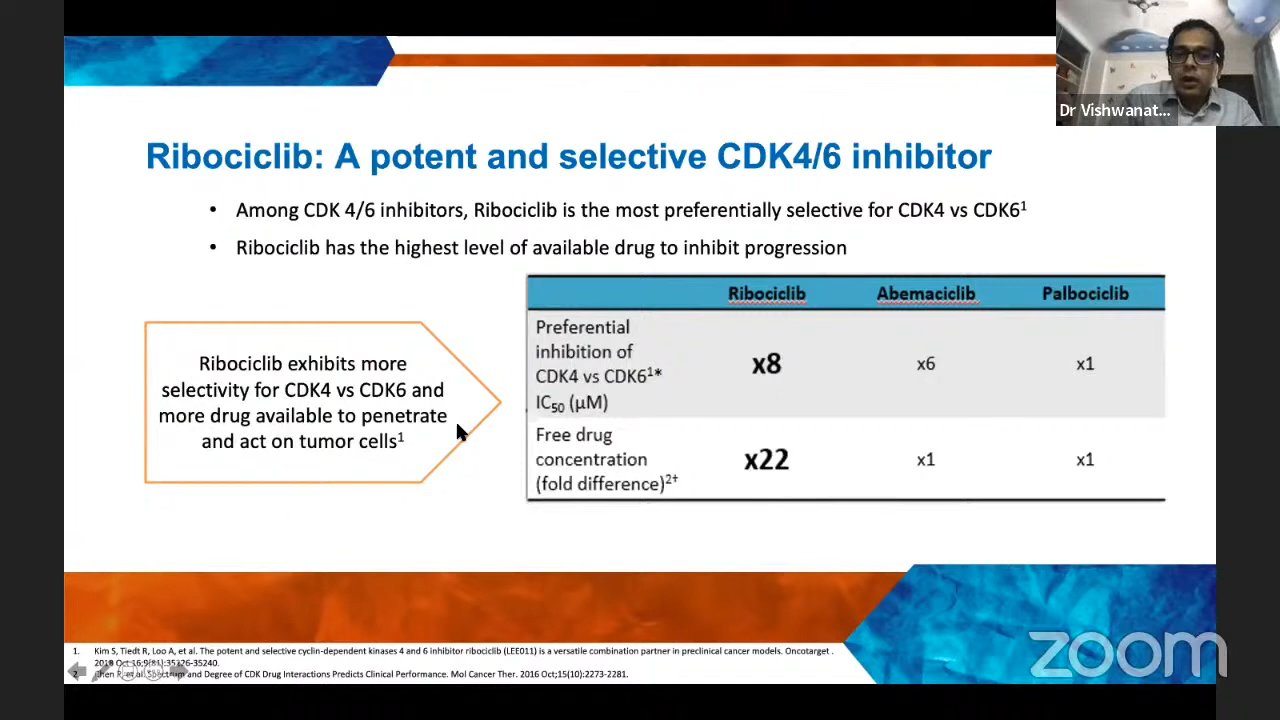 Dr Vishwanat...
Ribociclib: A potent and selective CDK4/6 inhibitor
• Among CDK 4/6 inhibitors, Ribociclib is the most preferentially selective for CDK4 vs CDK6¹
• Ribociclib has the highest level of available drug to inhibit progression
Ribociclib exhibits more
selectivity for CDK4 vs CDK6 and
more drug available to penetrate
and act on tumor cells¹
Ribociclib Abemaciclib Palbociclib
Preferential
inhibition of
CDK4 vs CDK6¹*
IC₅₀ (µM)
x8 x6 x1
Free drug
concentration
(fold difference)²⁺
x22 x1 x1
1. Kim S, Tiedt R, Loo A, et al. The potent and selective cyclin-dependent kinases 4 and 6 inhibitor ribociclib (LEE011) is a versatile combination partner in preclinical cancer models. Oncotarget .
Oct 35226-35240.
2. Chen P, et al. Spectrum and Degree of CDK Drug Interactions Predicts Clinical Performance. Mol Cancer Ther. 2016 Oct;15(10):2273-2281.
zoom